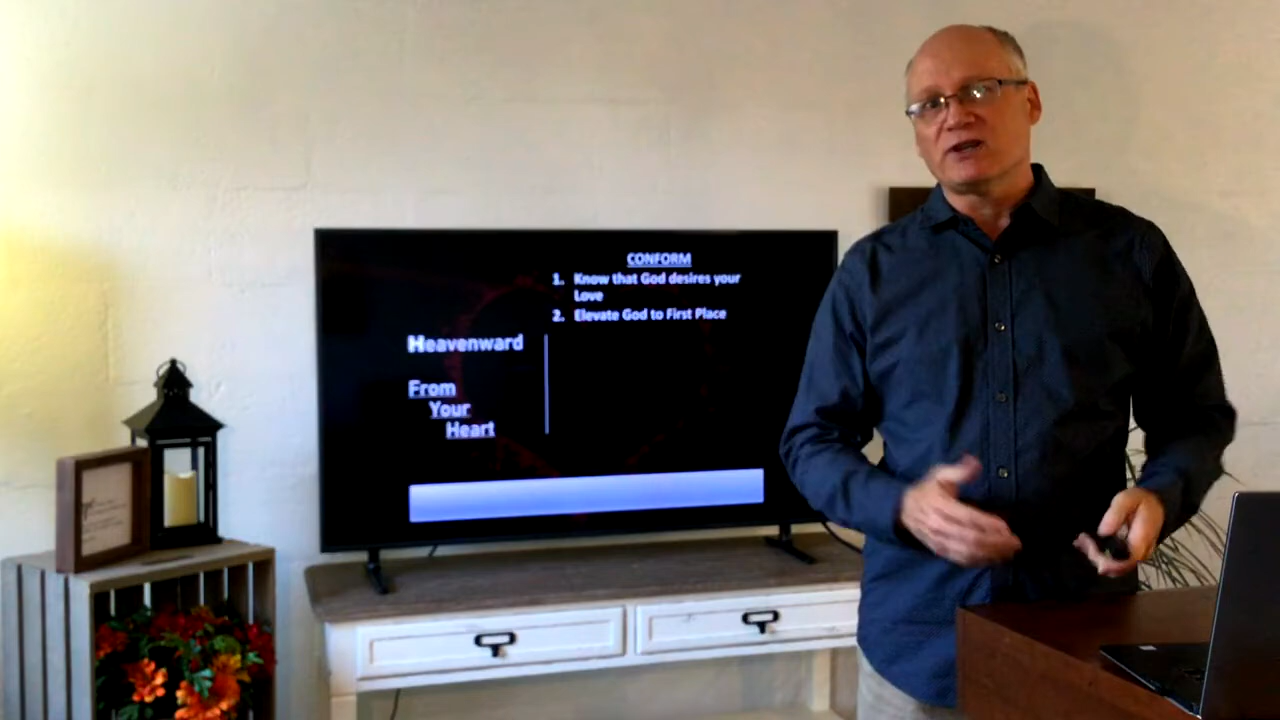 CONFORM
1. Know that God desires your
Love
2. Elevate God to First Place
Heavenward
From
Your
Heart